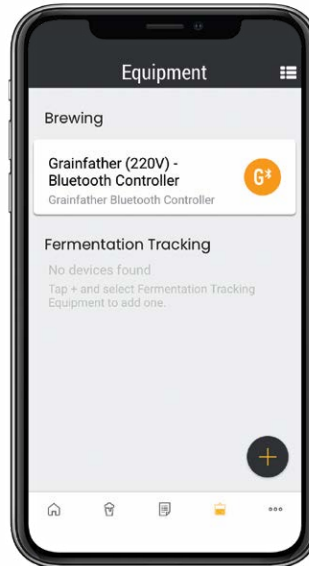 Equipment
Brewing
Grainfather (220V) -
Bluetooth Controller
G*
Grainfather Bluetooth Controller
Fermentation Tracking
No devices found
Tap + and select Fermentation Tracking
Equipment to add one.
+